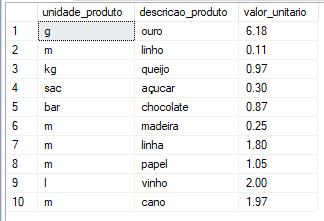 unidade_produto descricao_produto valor_unitario
1 g ouro 6.18
2 m linho 0.11
3 kg queijo 0.97
4 sac açucar 0.30
5 bar chocolate 0.87
6 m madeira 0.25
7 m linha 1.80
8 m papel 1.05
9 l vinho 2.00
10 m cano 1.97